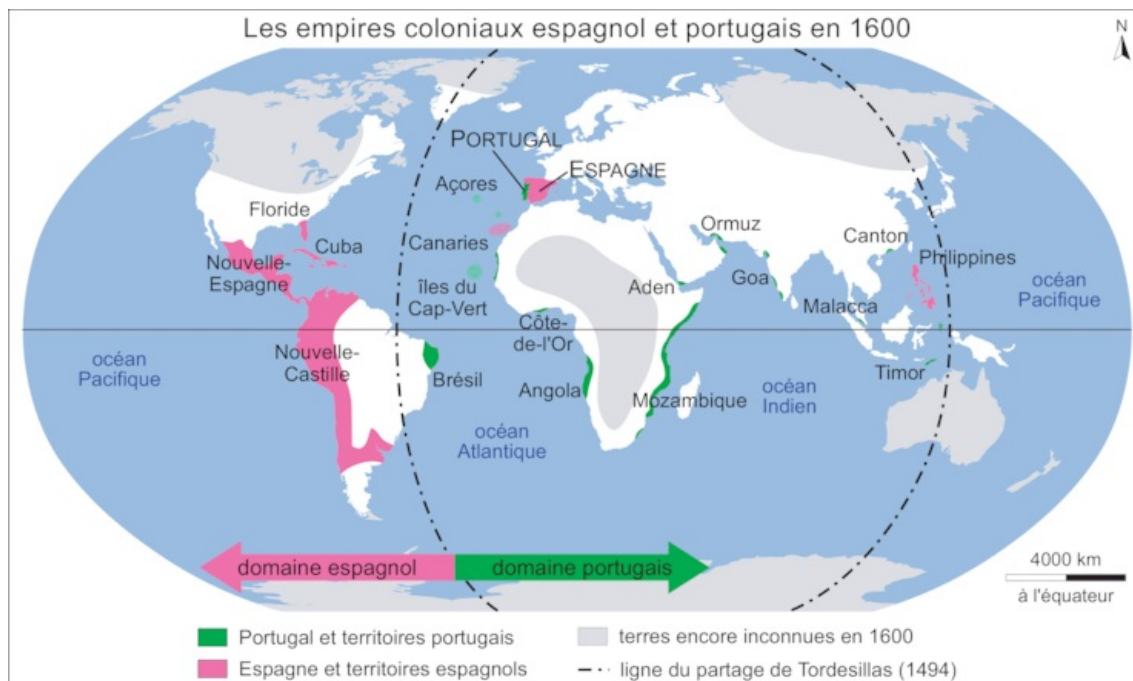 Les empires coloniaux espagnol et portugais en 1600
N
PORTUGAL
ESPAGNE
Açores
Floride
Cuba
Canaries
Ormuz
Canton
Nouvelle-
Espagne
Philippines
îles du
Cap-Vert
Aden
Goa
Malacca
océan
Pacifique
Côte-
de-l'Or
océan
Pacifique
Nouvelle-
Castille
Brésil
Angola
Mozambique
océan
Indien
Timor
océan
Atlantique
domaine espagnol
domaine portugais
4000 km
à l'équateur
Portugal et territoires portugais
terres encore inconnues en 1600
Espagne et territoires espagnols
ligne du partage de Tordesillas (1494)